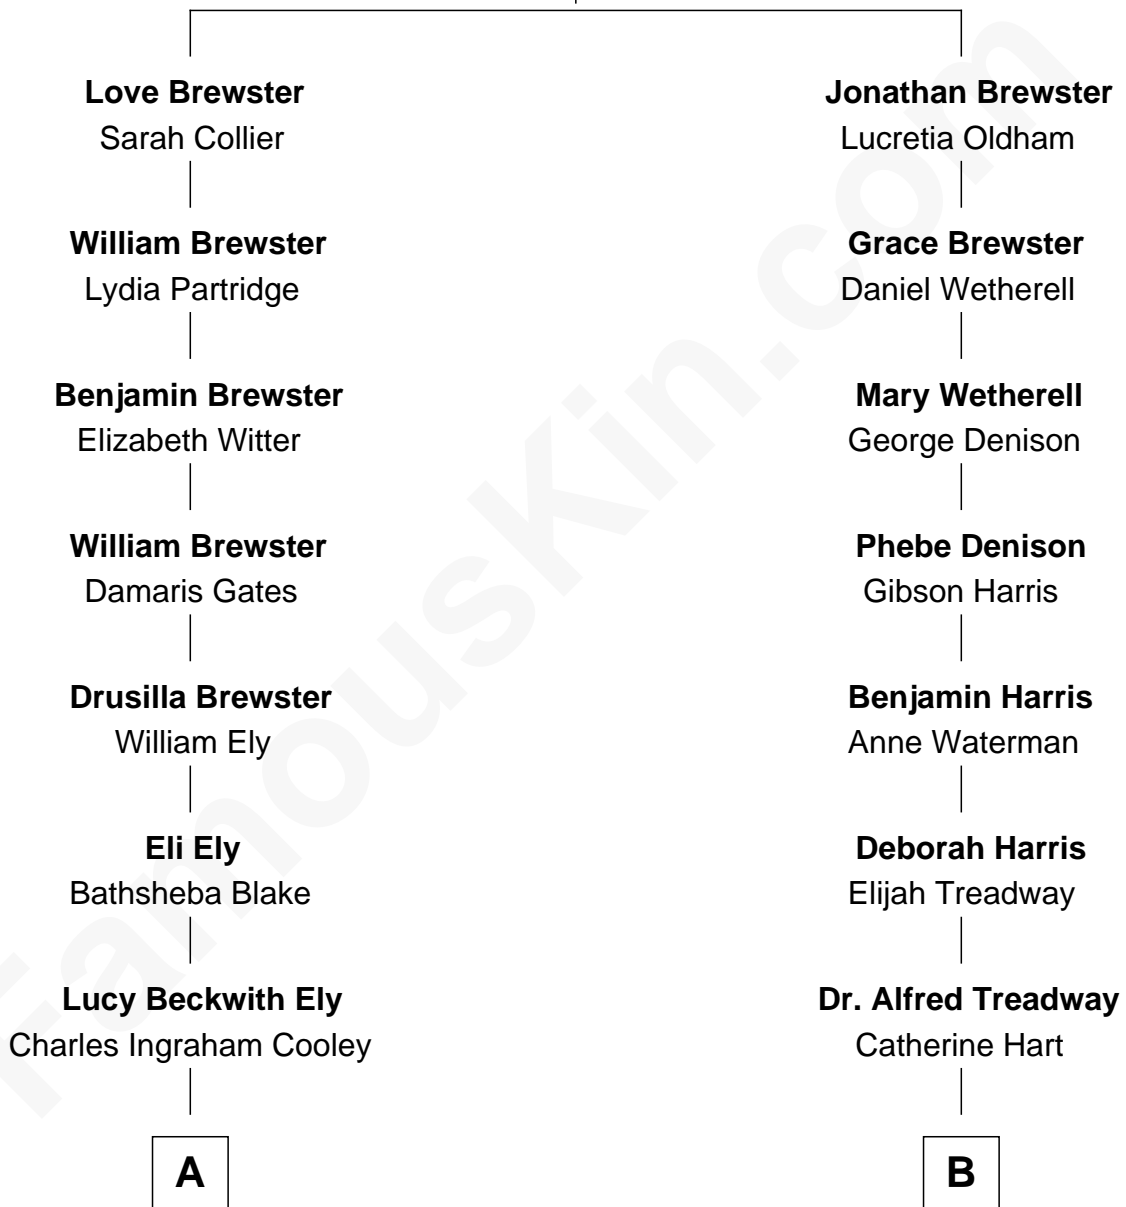 Love Brewster
Sarah Collier
William Brewster
Lydia Partridge
Benjamin Brewster
Elizabeth Witter
William Brewster
Damaris Gates
Drusilla Brewster
William Ely
Eli Ely
Bathsheba Blake
Lucy Beckwith Ely
Charles Ingraham Cooley
A
Jonathan Brewster
Lucretia Oldham
Grace Brewster
Daniel Wetherell
Mary Wetherell
George Denison
Phebe Denison
Gibson Harris
Benjamin Harris
Anne Waterman
Deborah Harris
Elijah Treadway
Dr. Alfred Treadway
Catherine Hart
B
FamousKin.com